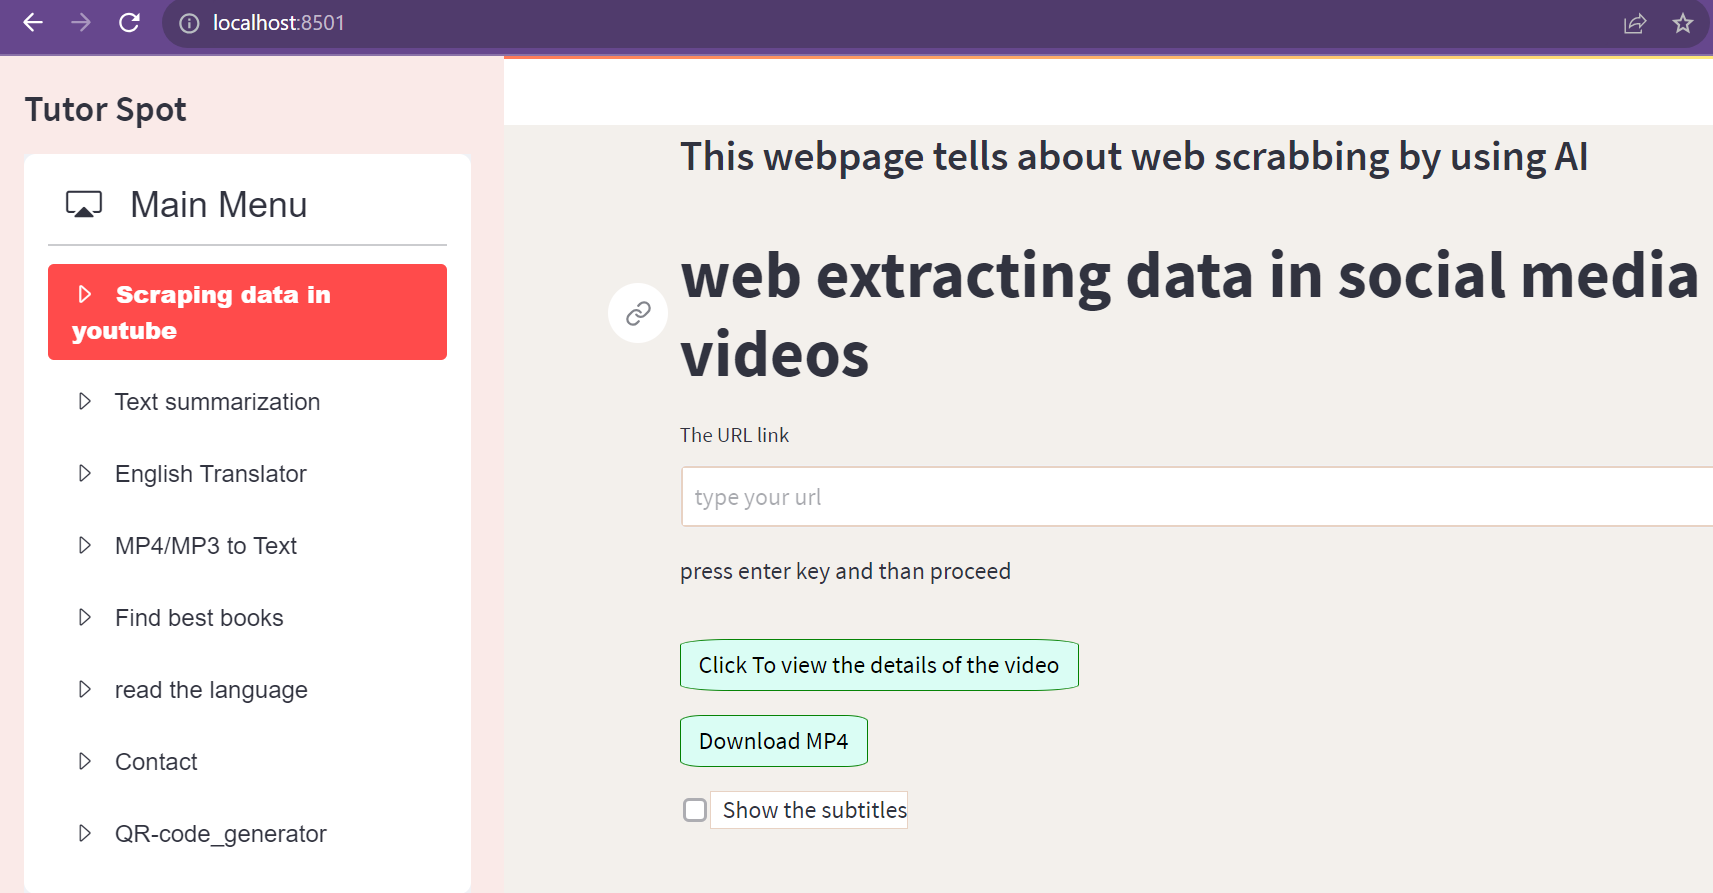 localhost:8501
Tutor Spot
Main Menu
Scraping data in
youtube
Text summarization
English Translator
MP4/MP3 to Text
Find best books
read the language
Contact
QR-code_generator
This webpage tells about web scrabbing by using AI
web extracting data in social media
videos
The URL link
type your url
press enter key and than proceed
Click To view the details of the video
Download MP4
Show the subtitles